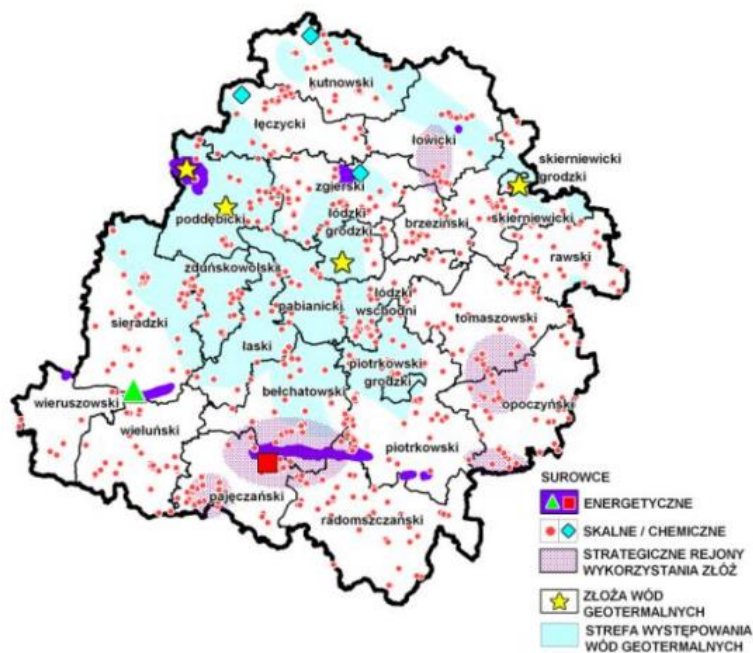 kutnowski
łęczycki
łowicki
skierniewicki
grodzki
zgierski
poddębicki
łódzki
grodzki
brzeziński
skierniewicki
rawski
zduńskowolski
pabianicki
łódzki
wschodni
tomaszowski
sieradzki
łaski
piotrkowski
grodzki
wieruszowski
bełchatowski
opoczyński
wieluński
piotrkowski
pajęczański
radomszczański
SUROWCE
ENERGETYCZNE
SKALNE / CHEMICZNE
STRATEGICZNE REJONY
WYKORZYSTANIA ZŁÓŻ
ZŁOŻA WÓD
GEOTERMALNYCH
STREFA WYSTĘPOWANIA
WÓD GEOTERMALNYCH